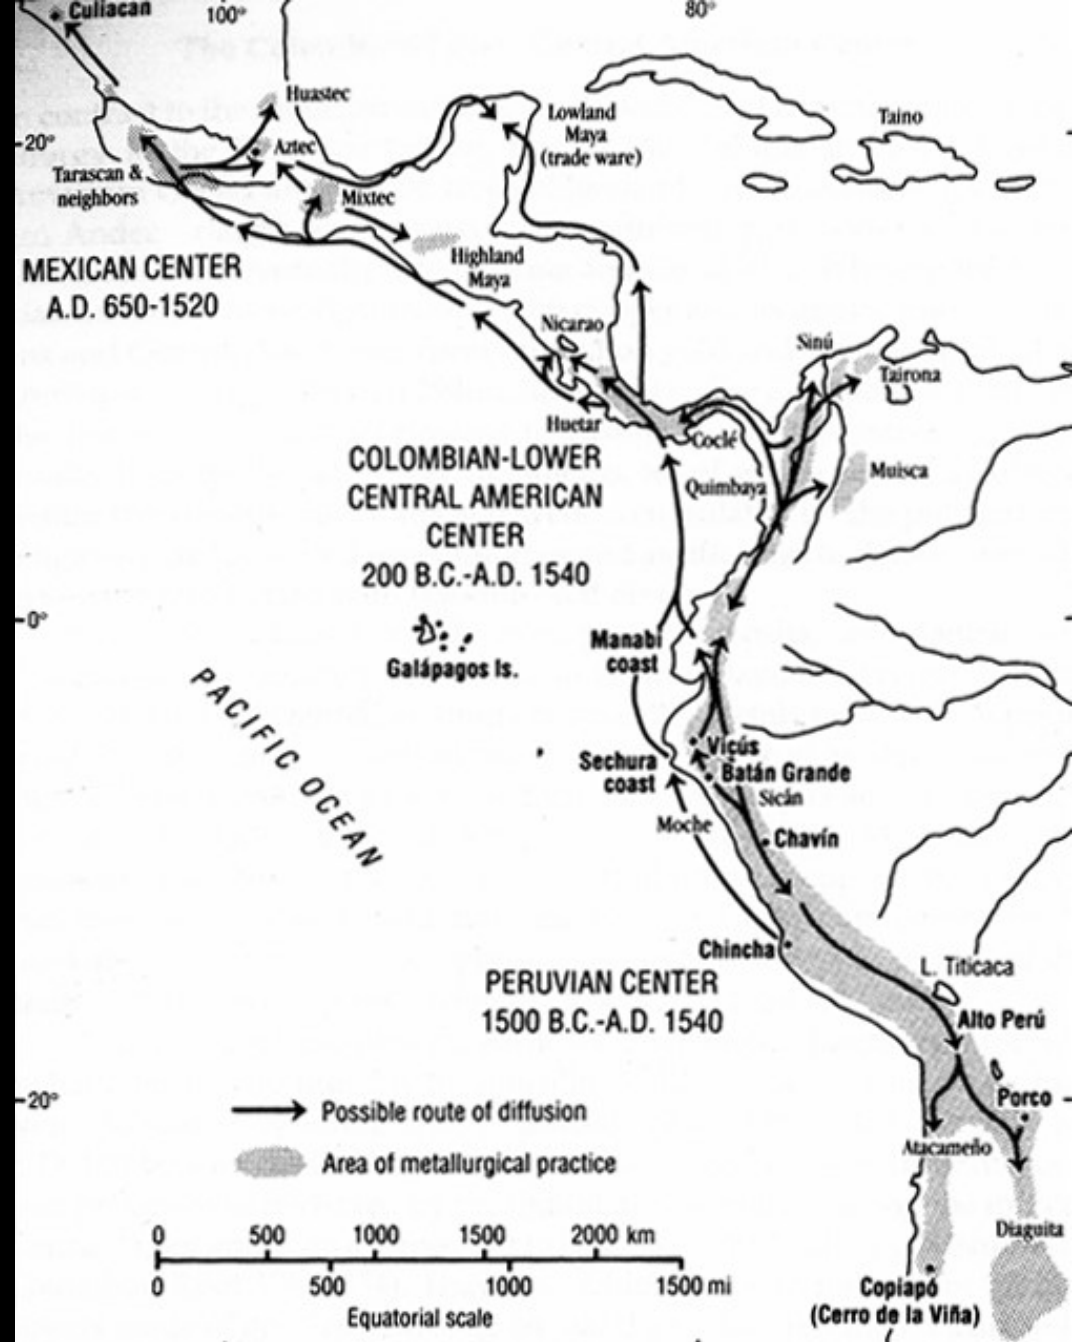 Culiacan
100°
80°
Huastec
Lowland
Maya
(trade ware)
Taino
20°
Aztec
Tarascan &
neighbors
Mixtec
Highland
Maya
MEXICAN CENTER
A.D. 650-1520
Nicarao
Sinú
Tairona
Huetar
Coclé
Muisca
Quimbaya
COLOMBIAN-LOWER
CENTRAL AMERICAN
CENTER
200 B.C.-A.D. 1540
0°
Manabí
coast
Galápagos Is.
PACIFIC OCEAN
Vicús
Sechura
coast
Batán Grande
Sicán
Moche
Chavín
Chincha
L. Titicaca
PERUVIAN CENTER
1500 B.C.-A.D. 1540
Alto Perú
20°
Porco
Possible route of diffusion
Atacameño
Area of metallurgical practice
Diaguita
0 500 1000 1500 2000 km
0 500 1000 1500 mi
Equatorial scale
Copiapó
(Cerro de la Viña)